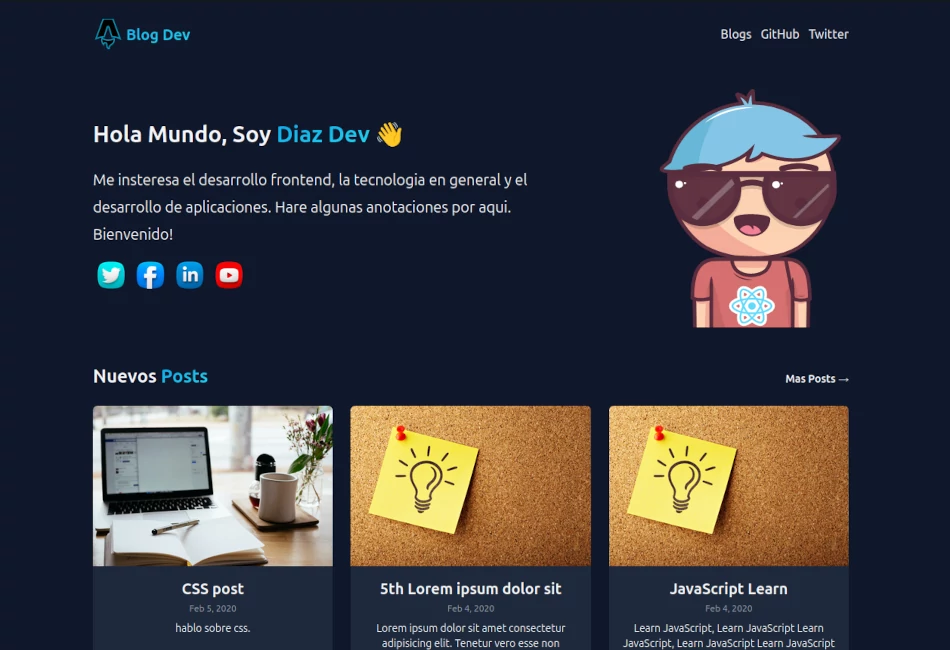 Blog Dev
Blogs GitHub Twitter
Hola Mundo, Soy Diaz Dev 👋
Me insteresa el desarrollo frontend, la tecnologia en general y el
desarrollo de aplicaciones. Hare algunas anotaciones por aqui.
Bienvenido!
in
Nuevos Posts
Mas Posts →
CSS post
Feb 5, 2020
hablo sobre css.
5th Lorem ipsum dolor sit
Feb 4, 2020
Lorem ipsum dolor sit amet consectetur
adipisicing elit. Tenetur vero esse non
JavaScript Learn
Feb 4, 2020
Learn JavaScript, Learn JavaScript Learn
JavaScript, Learn JavaScript Learn JavaScript